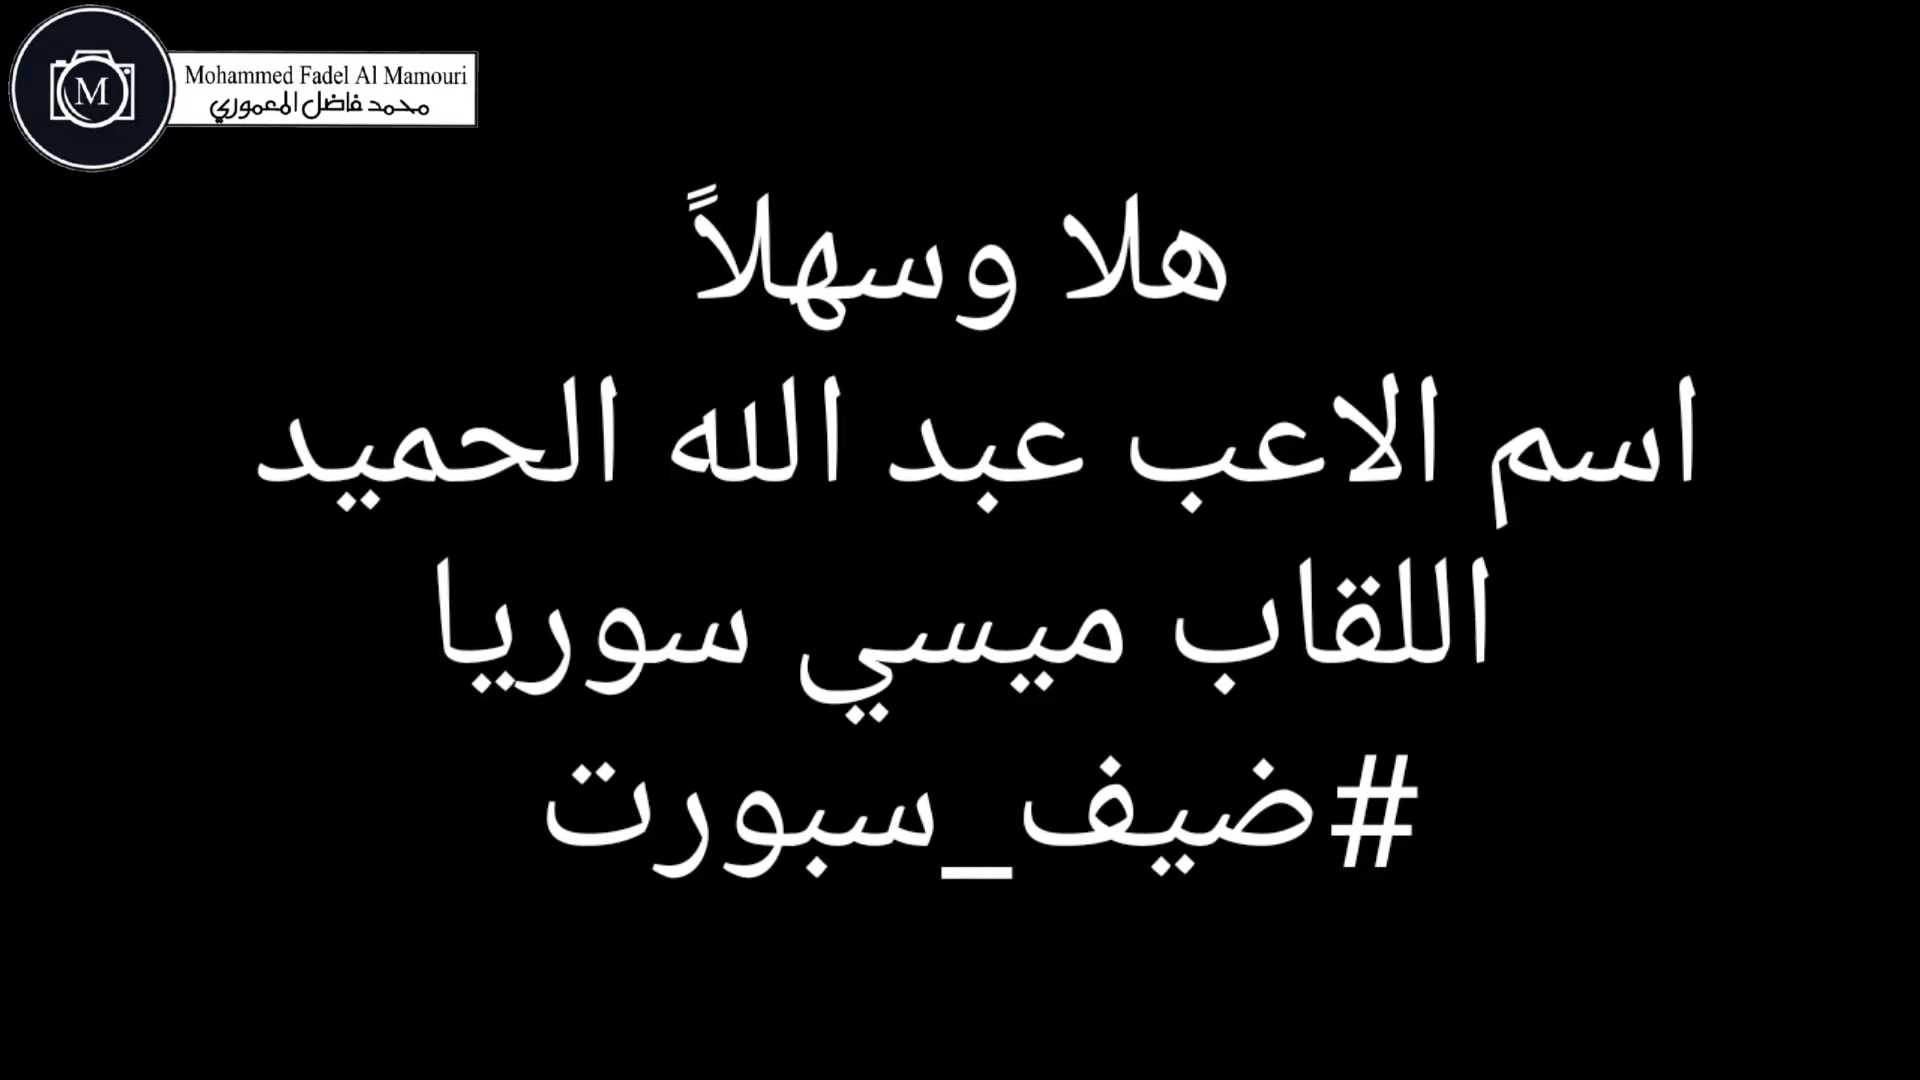 Mohammed Fadel Al Mamouri
محمد فاضل المعموري
M
هلا وسهلاً
اسم الاعب عبد الله الحميد
اللقاب ميسي سوريا
#ضيف_سبورت